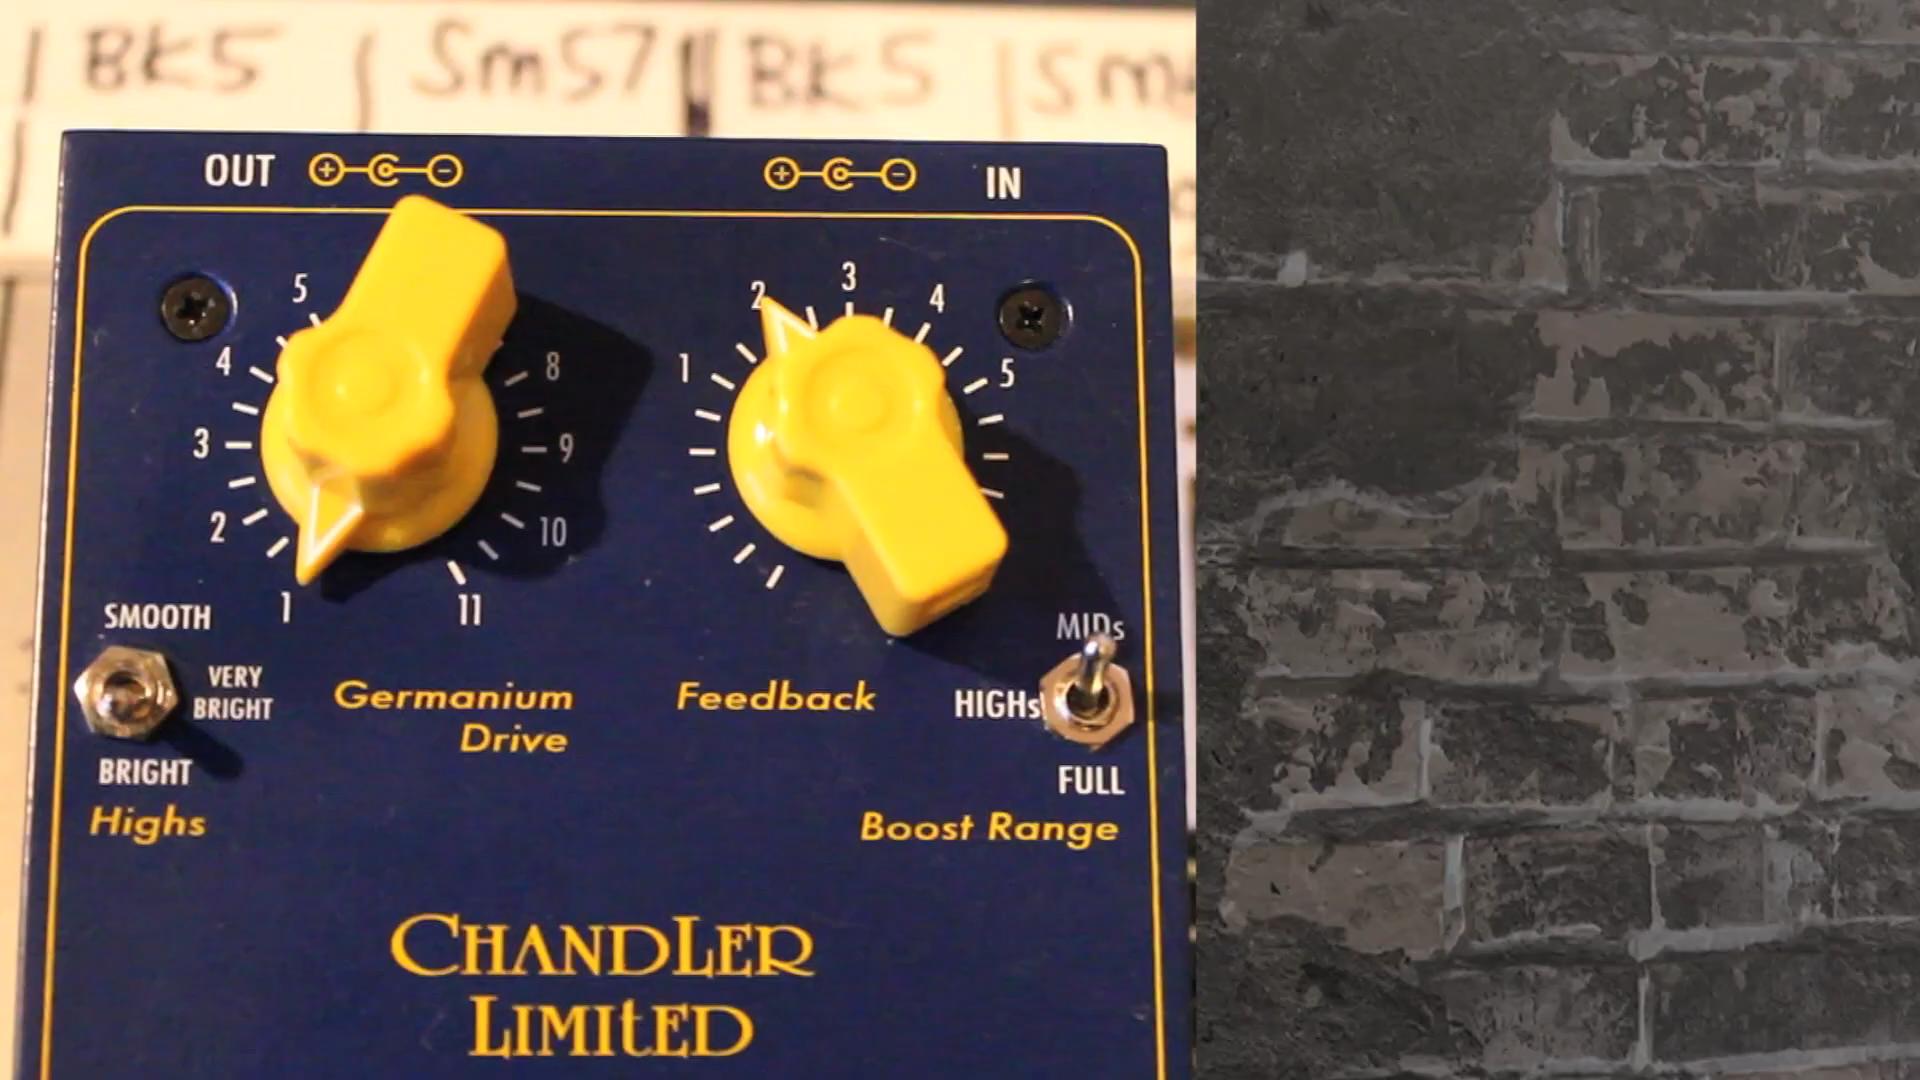 BK5 | Sm57 || BK5 | Sm
OUT + C - + C - IN
5 2 3 4
4 8 1 5
3 9
2 10
1 11
SMOOTH MIDs
VERY
BRIGHT
HIGHs
BRIGHT FULL
Highs
Germanium
Drive
Feedback
Boost Range
CHANDLER
LIMITED